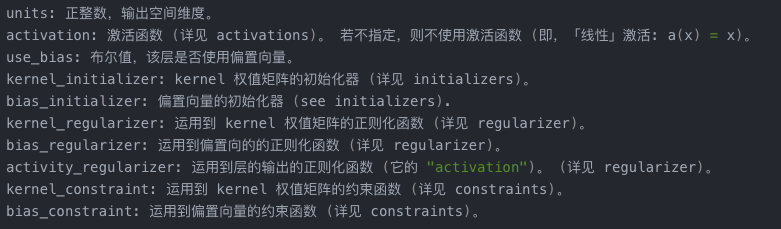 units: 正整数，输出空间维度。
activation: 激活函数 (详见 activations)。 若不指定，则不使用激活函数 (即，「线性」激活: a(x) = x)。
use_bias: 布尔值，该层是否使用偏置向量。
kernel_initializer: kernel 权值矩阵的初始化器 (详见 initializers)。
bias_initializer: 偏置向量的初始化器 (see initializers).
kernel_regularizer: 运用到 kernel 权值矩阵的正则化函数 (详见 regularizer)。
bias_regularizer: 运用到偏置向的的正则化函数 (详见 regularizer)。
activity_regularizer: 运用到层的输出的正则化函数 (它的 "activation")。 (详见 regularizer)。
kernel_constraint: 运用到 kernel 权值矩阵的约束函数 (详见 constraints)。
bias_constraint: 运用到偏置向量的约束函数 (详见 constraints)。